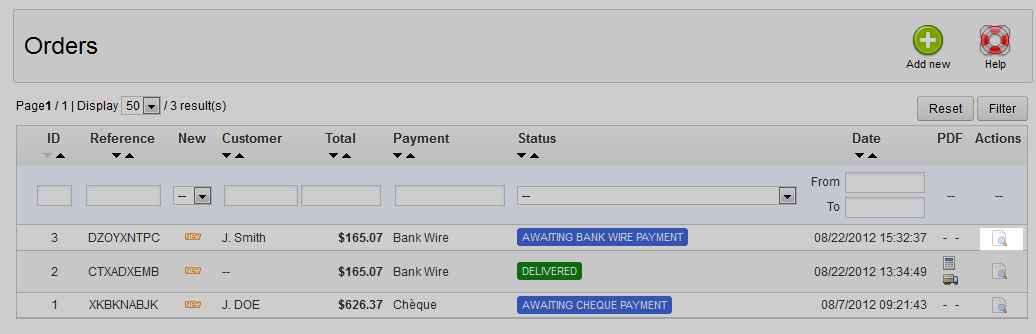 Orders
Add new Help
Page1 / 1 | Display 50 / 3 result(s) Reset Filter
ID Reference New Customer Total Payment Status Date PDF Actions
-- -- From -- --
To
3 DZOYXNTPC NEW J. Smith $165.07 Bank Wire AWAITING BANK WIRE PAYMENT 08/22/2012 15:32:37 - -
2 CTXADXEMB NEW -- $165.07 Bank Wire DELIVERED 08/22/2012 13:34:49
1 XKBKNABJK NEW J. DOE $626.37 Chèque AWAITING CHEQUE PAYMENT 08/7/2012 09:21:43 - -